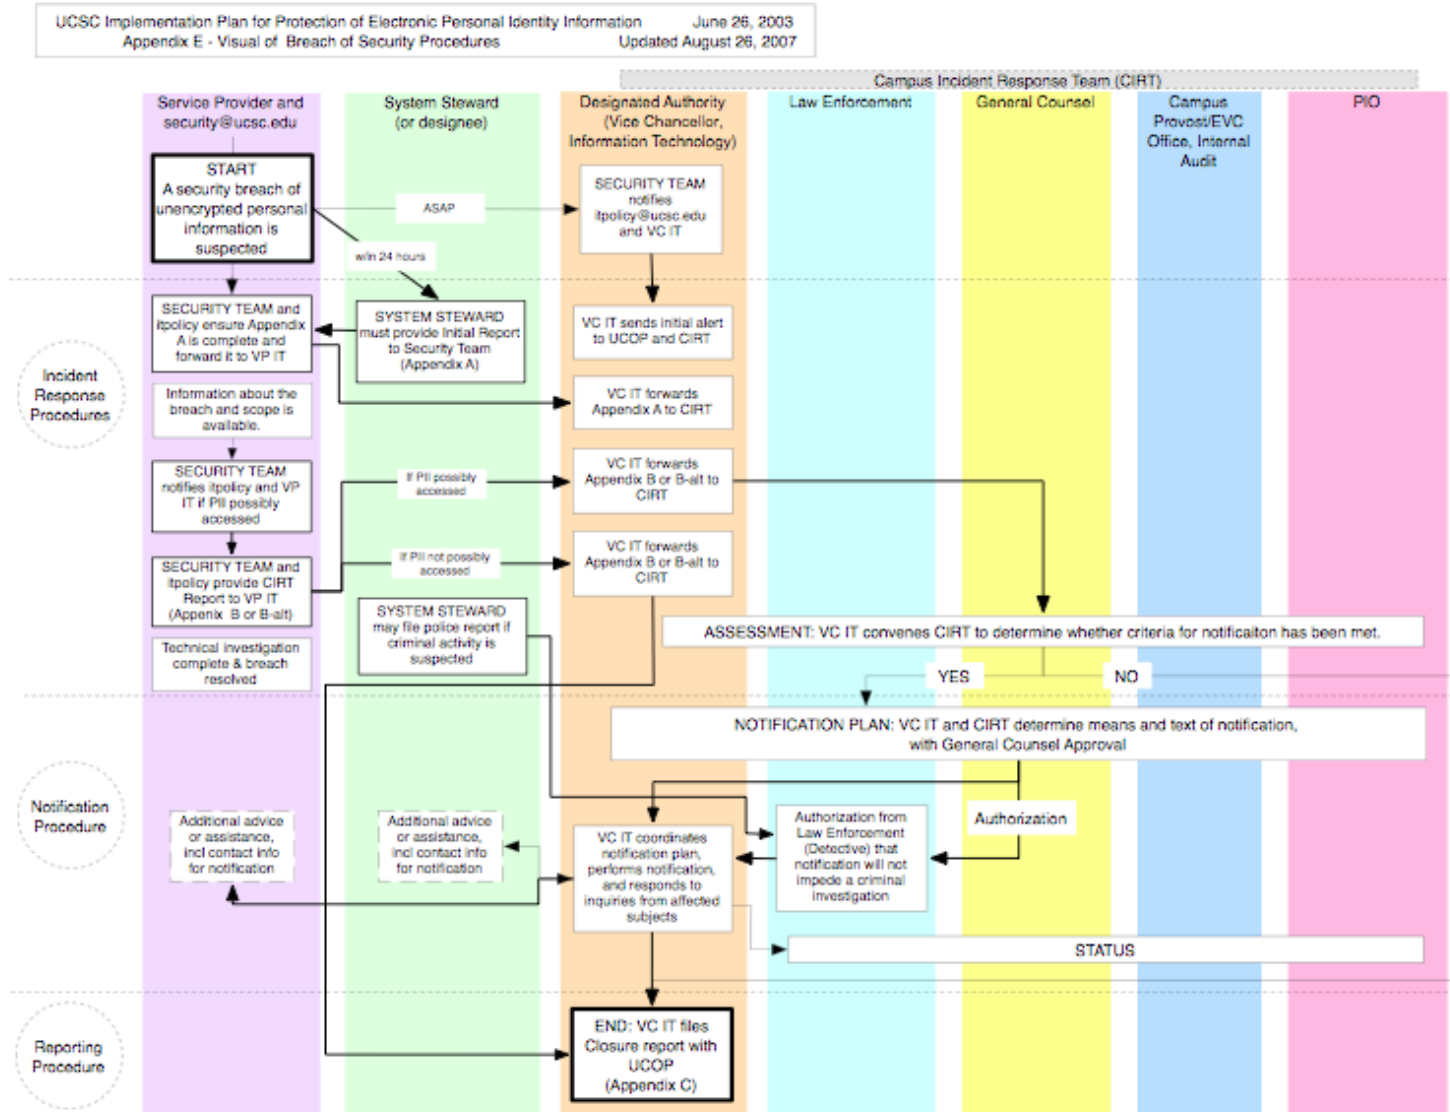 UCSC Implementation Plan for Protection of Electronic Personal Identity Information June 26, 2003
Appendix E - Visual of Breach of Security Procedures Updated August 26, 2007
Campus Incident Response Team (CIRT)
Service Provider and
security@ucsc.edu
System Steward
(or designee)
Designated Authority
(Vice Chancellor,
Information Technology)
Law Enforcement
General Counsel
Campus
Provost/EVC
Office, Internal
Audit
PIO
START
A security breach of
unencrypted personal
information is
suspected
ASAP
w/in 24 hours
SECURITY TEAM
notifies
itpolicy@ucsc.edu
and VC IT
Incident
Response
Procedures
SECURITY TEAM and
itpolicy ensure Appendix
A is complete and
forward it to VP IT
SYSTEM STEWARD
must provide Initial Report
to Security Team
(Appendix A)
VC IT sends initial alert
to UCOP and CIRT
Information about the
breach and scope is
available.
VC IT forwards
Appendix A to CIRT
SECURITY TEAM
notifies itpolicy and VP
IT if PII possibly
accessed
If PII possibly
accessed
VC IT forwards
Appendix B or B-alt to
CIRT
SECURITY TEAM and
itpolicy provide CIRT
Report to VP IT
(Appenix B or B-alt)
If PII not possibly
accessed
VC IT forwards
Appendix B or B-alt to
CIRT
SYSTEM STEWARD
may file police report if
criminal activity is
suspected
Technical investigation
complete & breach
resolved
ASSESSMENT: VC IT convenes CIRT to determine whether criteria for notificaiton has been met.
YES
NO
NOTIFICATION PLAN: VC IT and CIRT determine means and text of notification,
with General Counsel Approval
Notification
Procedure
Additional advice
or assistance,
incl contact info
for notification
Additional advice
or assistance,
incl contact info
for notification
VC IT coordinates
notification plan,
performs notification,
and responds to
inquiries from affected
subjects
Authorization from
Law Enforcement
(Detective) that
notification will not
impede a criminal
investigation
Authorization
STATUS
Reporting
Procedure
END: VC IT files
Closure report with
UCOP
(Appendix C)